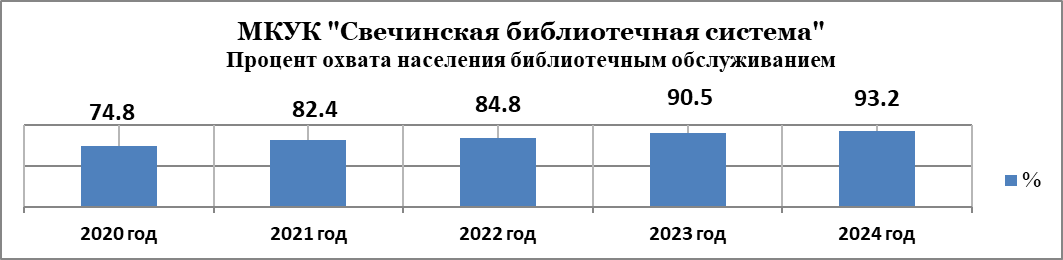 МКУК "Свечинская библиотечная система"
Процент охвата населения библиотечным обслуживанием
74.8 82.4 84.8 90.5 93.2
%
2020 год 2021 год 2022 год 2023 год 2024 год